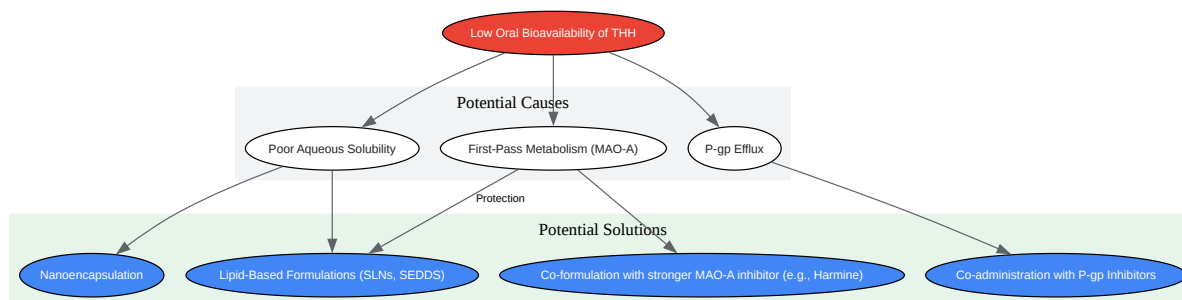 Low Oral Bioavailability of THH
Potential Causes
Poor Aqueous Solubility
First-Pass Metabolism (MAO-A)
P-gp Efflux
Protection
Potential Solutions
Nanoencapsulation
Lipid-Based Formulations (SLNs, SEDDS)
Co-formulation with stronger MAO-A inhibitor (e.g., Harmine)
Co-administration with P-gp Inhibitors